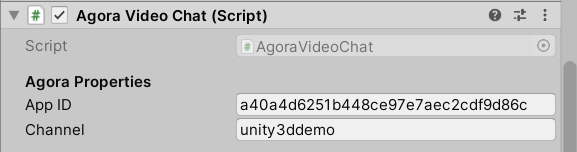 Agora Video Chat (Script)
Script AgoraVideoChat
Agora Properties
App ID a40a4d6251b448ce97e7aec2cdf9d86c
Channel unity3ddemo